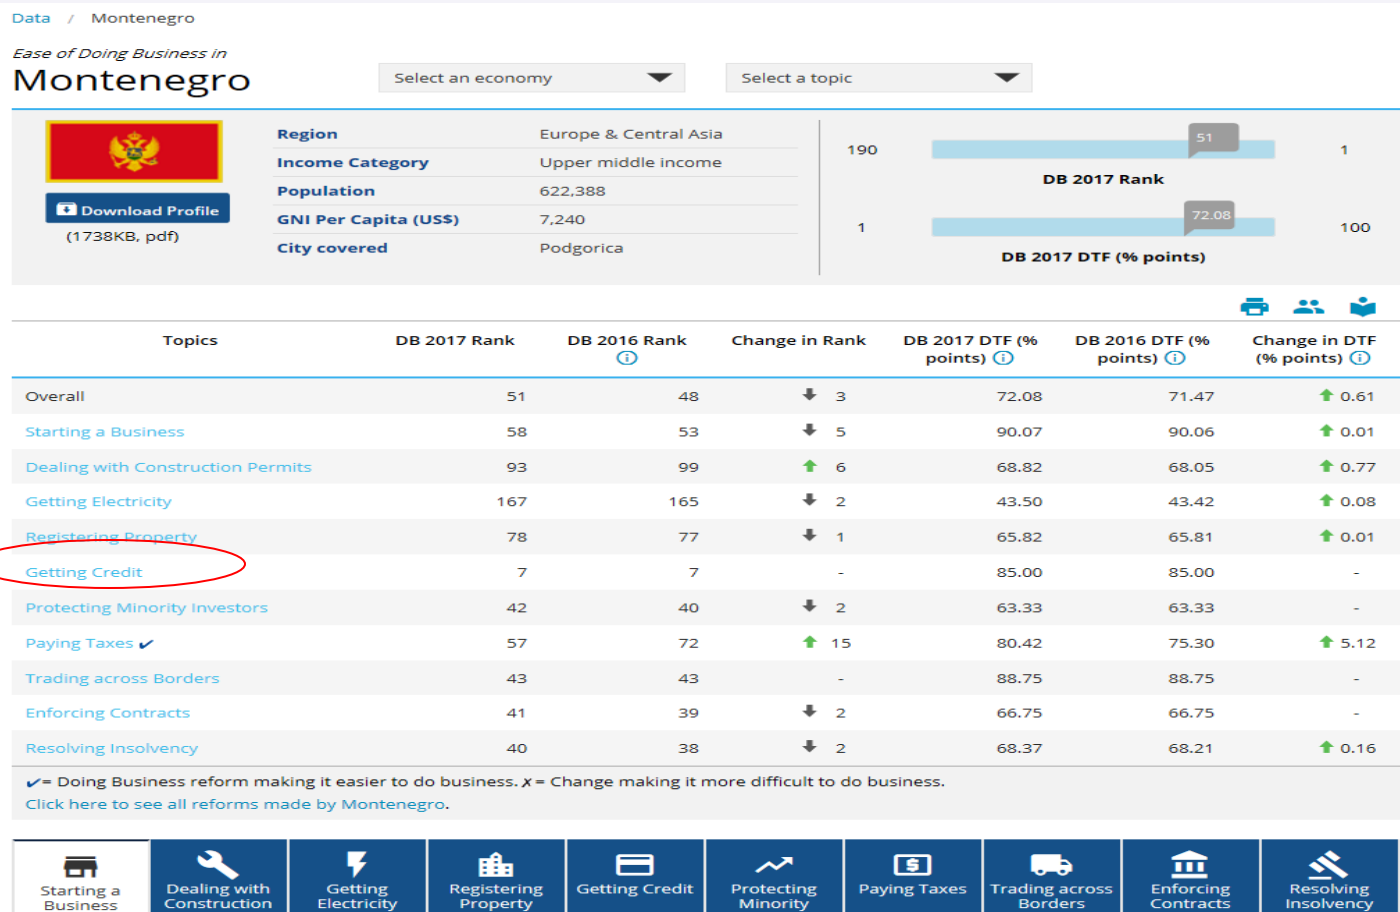 Data / Montenegro
Ease of Doing Business in
Montenegro
Select an economy
Select a topic
Download Profile
(1738KB, pdf)
Region Europe & Central Asia
Income Category Upper middle income
Population 622,388
GNI Per Capita (US$) 7,240
City covered Podgorica
190 51 1
DB 2017 Rank
1 72.08 100
DB 2017 DTF (% points)
Topics DB 2017 Rank DB 2016 Rank Change in Rank DB 2017 DTF (% points) DB 2016 DTF (% points) Change in DTF (% points)
Overall 51 48 3 72.08 71.47 0.61
Starting a Business 58 53 5 90.07 90.06 0.01
Dealing with Construction Permits 93 99 6 68.82 68.05 0.77
Getting Electricity 167 165 2 43.50 43.42 0.08
Registering Property 78 77 1 65.82 65.81 0.01
Getting Credit 7 7 - 85.00 85.00 -
Protecting Minority Investors 42 40 2 63.33 63.33 -
Paying Taxes ✔ 57 72 15 80.42 75.30 5.12
Trading across Borders 43 43 - 88.75 88.75 -
Enforcing Contracts 41 39 2 66.75 66.75 -
Resolving Insolvency 40 38 2 68.37 68.21 0.16
✔= Doing Business reform making it easier to do business. ✗= Change making it more difficult to do business.
Click here to see all reforms made by Montenegro.
Starting a Business
Dealing with Construction
Getting Electricity
Registering Property
Getting Credit
Protecting Minority
Paying Taxes
Trading across Borders
Enforcing Contracts
Resolving Insolvency